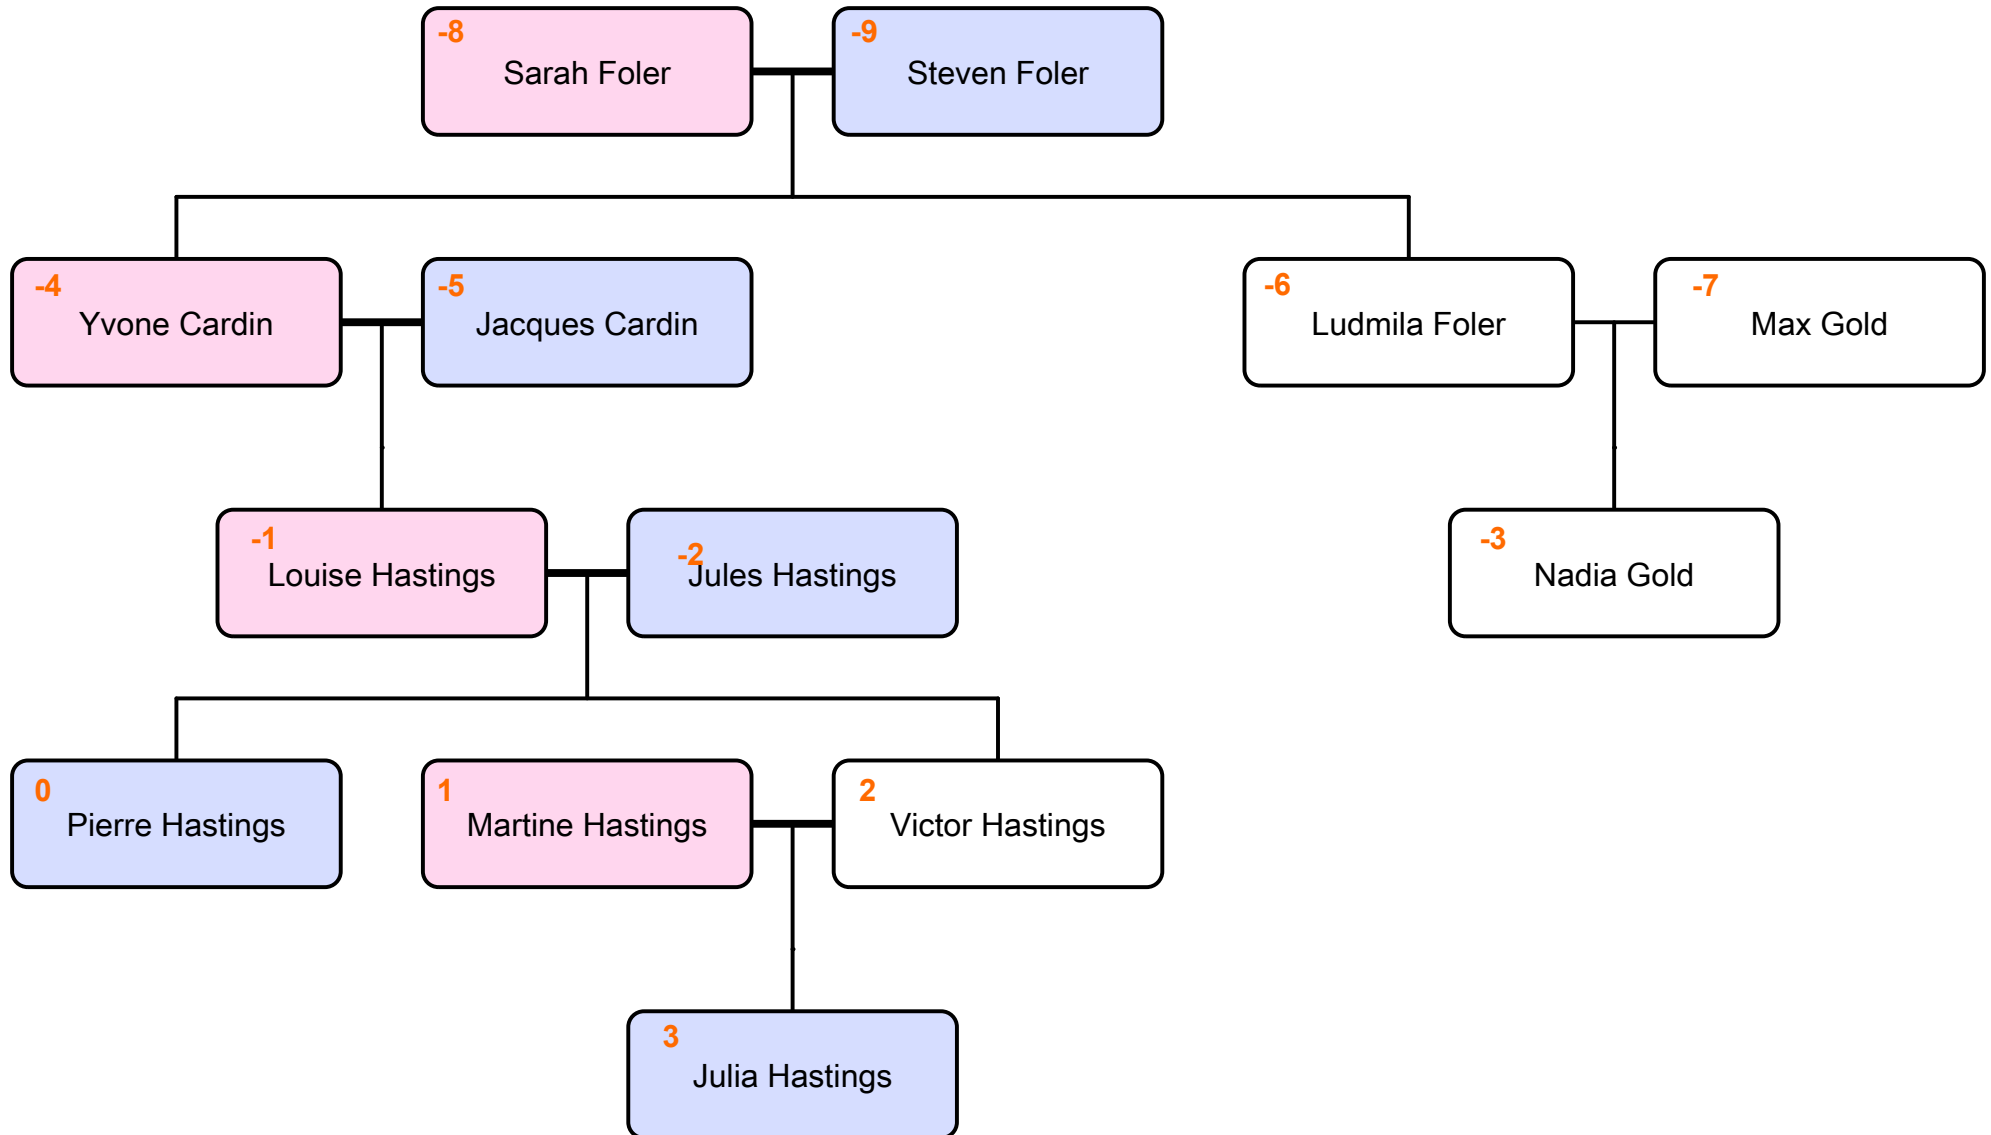 -8
Sarah Foler
-9
Steven Foler
-4
Yvone Cardin
-5
Jacques Cardin
-6
Ludmila Foler
-7
Max Gold
-1
Louise Hastings
-2
Jules Hastings
-3
Nadia Gold
0
Pierre Hastings
1
Martine Hastings
2
Victor Hastings
3
Julia Hastings